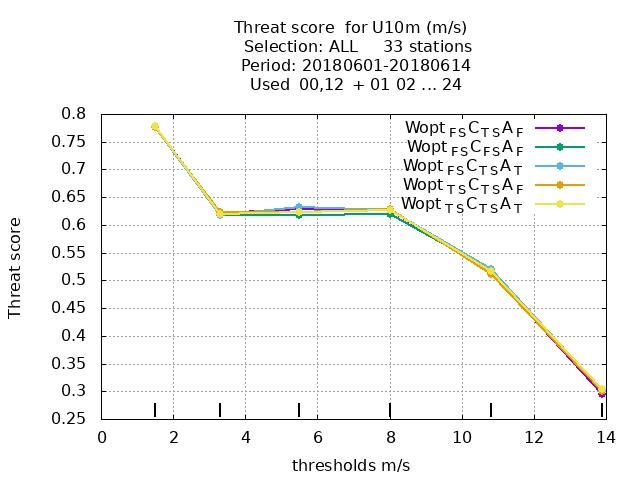 Threat score  for U10m (m/s)
Selection: ALL     33 stations
Period: 20180601-20180614
Used  00,12  + 01 02 ... 24
Wopt FS C TS A F
Wopt FS C FS A F
Wopt FS C TS A T
Wopt TS C TS A F
Wopt TS C TS A T
Threat score
0.8
0.75
0.7
0.65
0.6
0.55
0.5
0.45
0.4
0.35
0.3
0.25
0 2 4 6 8 10 12 14
thresholds m/s